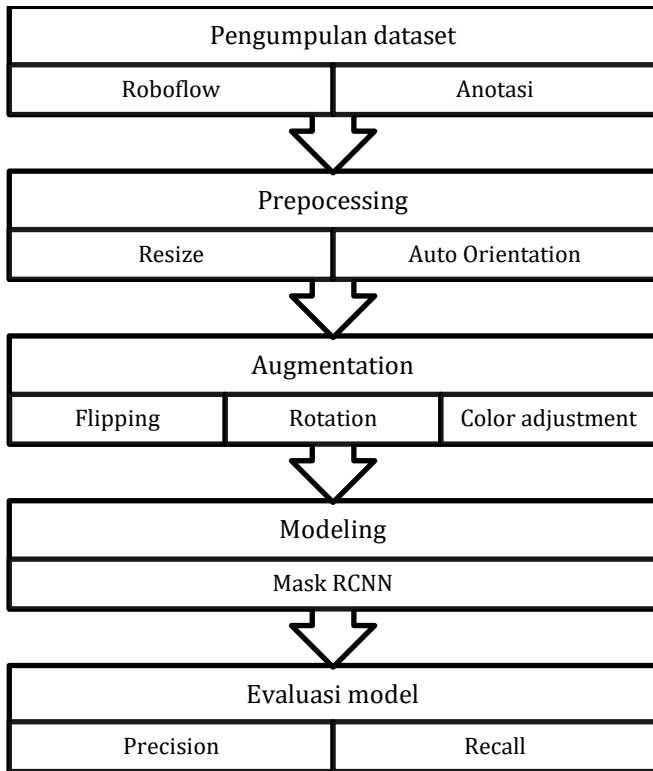 Pengumpulan dataset
Roboflow
Anotasi
Prepocessing
Resize
Auto Orientation
Augmentation
Flipping
Rotation
Color adjustment
Modeling
Mask RCNN
Evaluasi model
Precision
Recall